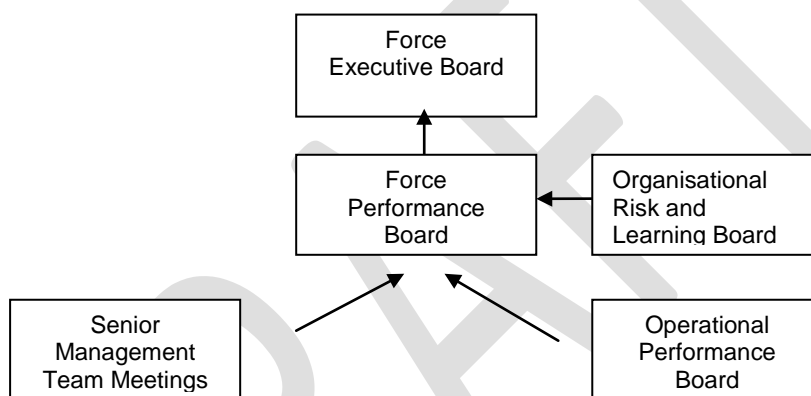 Force
Executive Board
Force
Performance
Board
Organisational
Risk and
Learning Board
Senior
Management
Team Meetings
Operational
Performance
Board